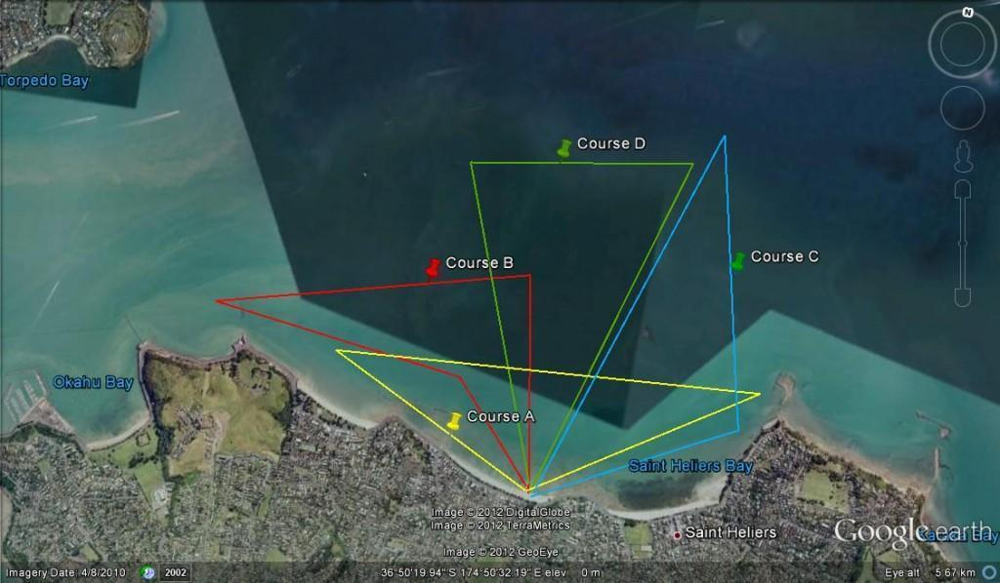 N
Torpedo Bay
Course D
Course C
Course B
Okahu Bay
Course A
Saint Heliers Bay
Image © 2012 DigitalGlobe
Image © 2012 TerraMetrics
Saint Heliers
Google earth
Bay
Image © 2012 GeoEye
Imagery Date: 4/8/2010
2002
36°50'19.94" S 174°50'32.19" E elev 0 m
Eye alt 5.67 km